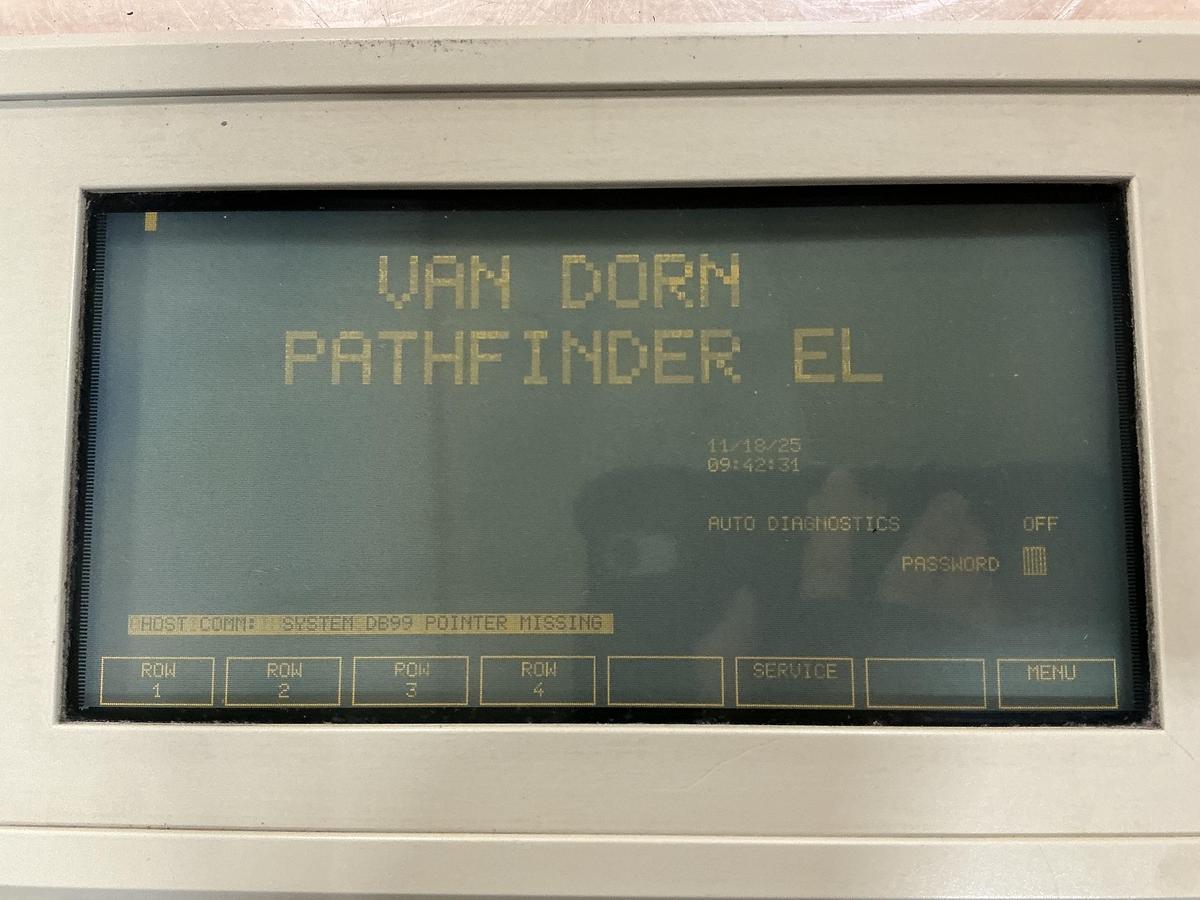 VAN DORN
PATHFINDER EL
11/18/25
09:42:31
AUTO DIAGNOSTICS OFF
PASSWORD
HOST COMM: SYSTEM DB99 POINTER MISSING
ROW 1
ROW 2
ROW 3
ROW 4
SERVICE
MENU